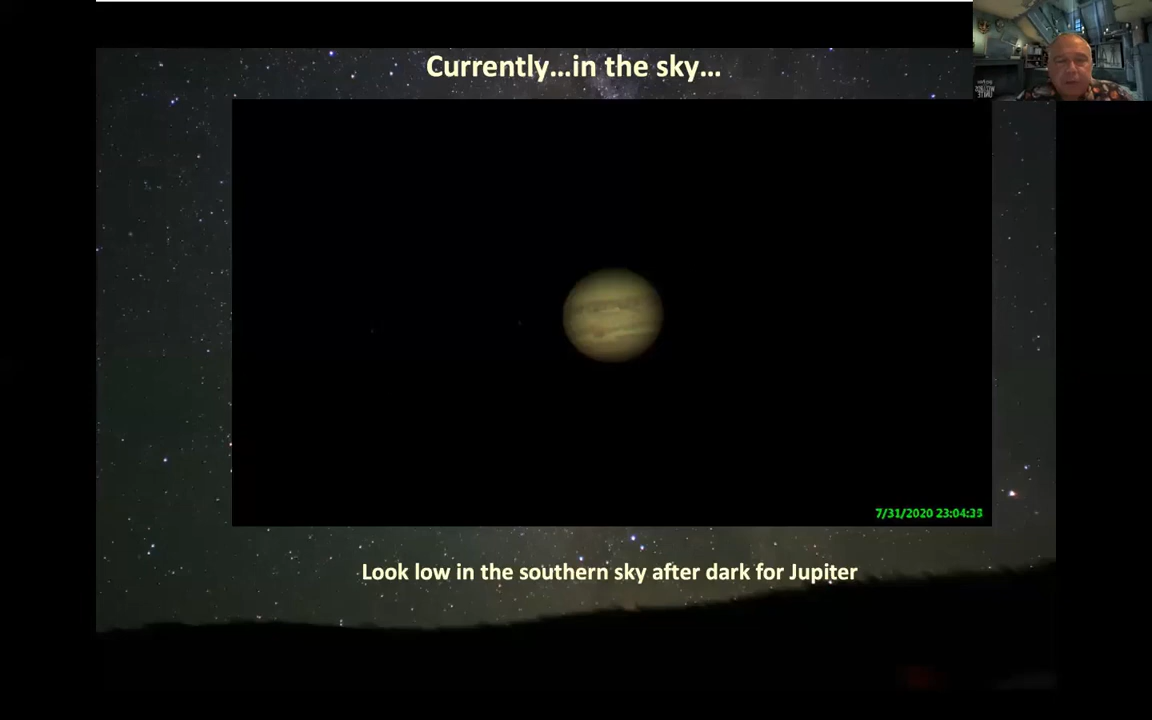 Currently...in the sky...
7/31/2020 23:04:35
Look low in the southern sky after dark for Jupiter